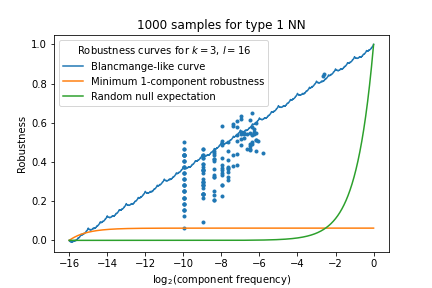 1000 samples for type 1 NN
Robustness curves for k = 3, l = 16
Blancmange-like curve
Minimum 1-component robustness
Random null expectation
Robustness
1.0
0.8
0.6
0.4
0.2
0.0
−16 −14 −12 −10 −8 −6 −4 −2 0
log₂(component frequency)